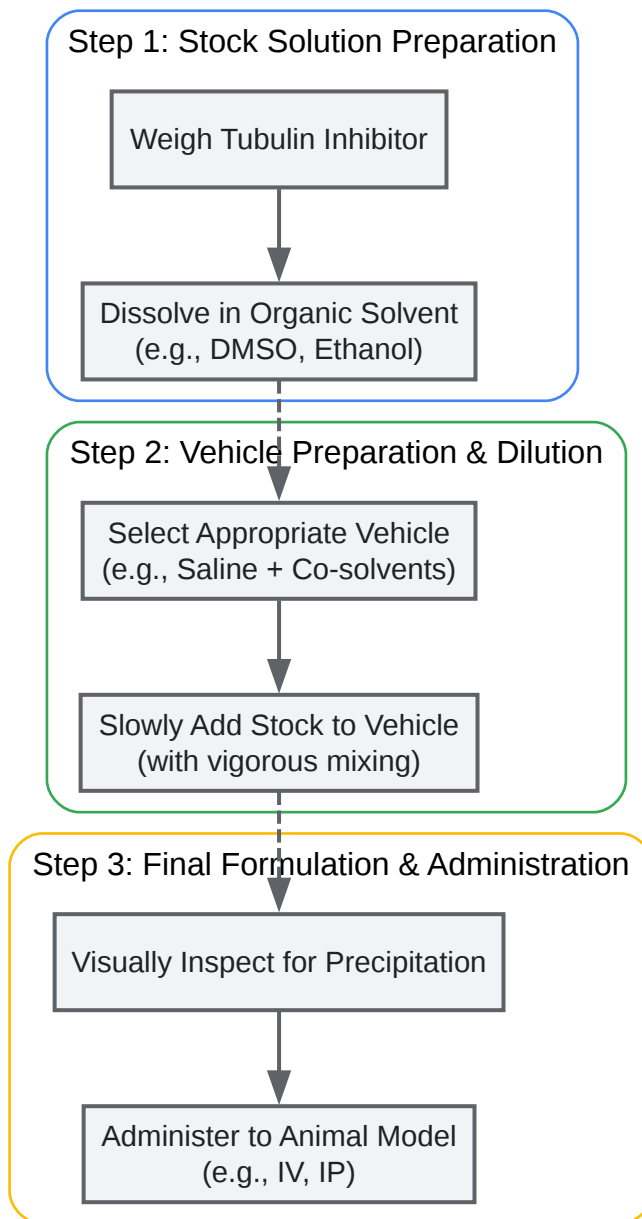 Step 1: Stock Solution Preparation
Weigh Tubulin Inhibitor
Dissolve in Organic Solvent
(e.g., DMSO, Ethanol)
Step 2: Vehicle Preparation & Dilution
Select Appropriate Vehicle
(e.g., Saline + Co-solvents)
Slowly Add Stock to Vehicle
(with vigorous mixing)
Step 3: Final Formulation & Administration
Visually Inspect for Precipitation
Administer to Animal Model
(e.g., IV, IP)